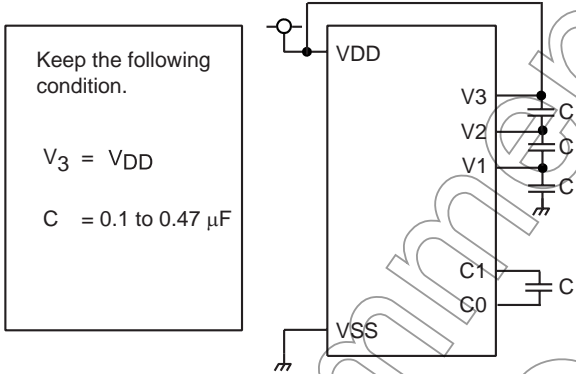 Keep the following
condition.
V3 = VDD
C = 0.1 to 0.47 μF
VDD
V3
C
V2
C
V1
C
C1
C
C0
VSS